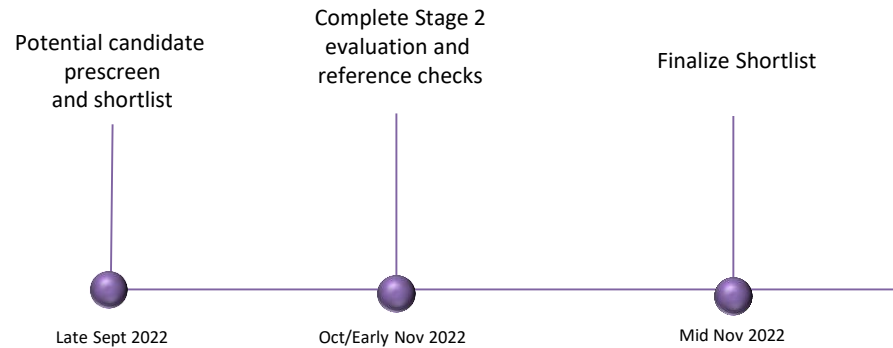 Potential candidate
prescreen
and shortlist
Complete Stage 2
evaluation and
reference checks
Finalize Shortlist
Late Sept 2022
Oct/Early Nov 2022
Mid Nov 2022